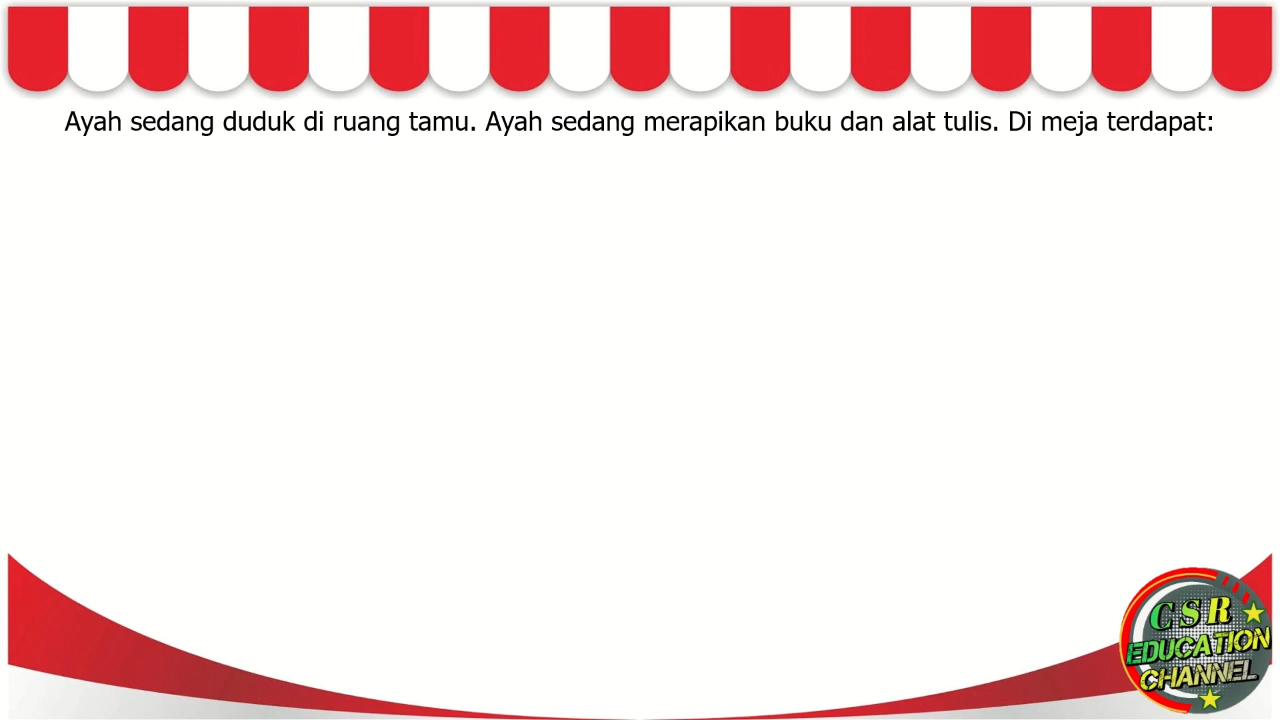 Ayah sedang duduk di ruang tamu. Ayah sedang merapikan buku dan alat tulis. Di meja terdapat:
CSR
EDUCATION
CHANNEL